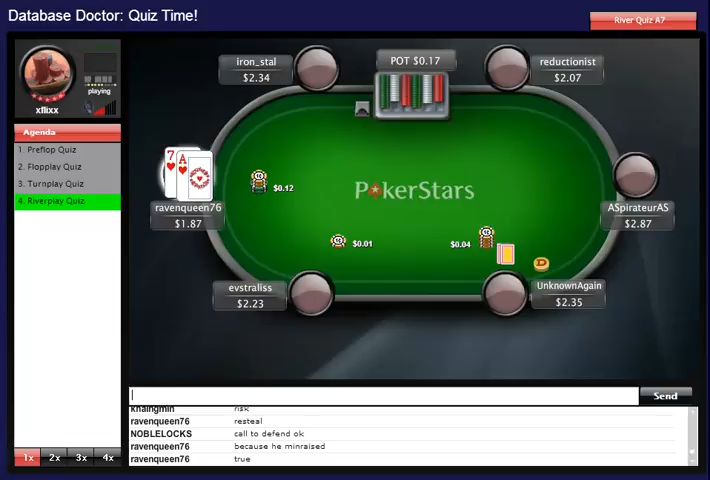 Database Doctor: Quiz Time!
River Quiz A7
xflixx
playing
Agenda
1. Preflop Quiz
2. Flopplay Quiz
3. Turnplay Quiz
4. Riverplay Quiz
iron_stal
$2.34
POT $0.17
reductionist
$2.07
7 A
ravenqueen76
$1.87
$0.12
PokerStars
ASpirateurAS
$2.87
$0.01
$0.04
D
evstraliss
$2.23
UnknownAgain
$2.35
Send
khaingmin risk
ravenqueen76 resteal
NOBLELOCKS call to defend ok
ravenqueen76 because he minraised
ravenqueen76 true
1x 2x 3x 4x